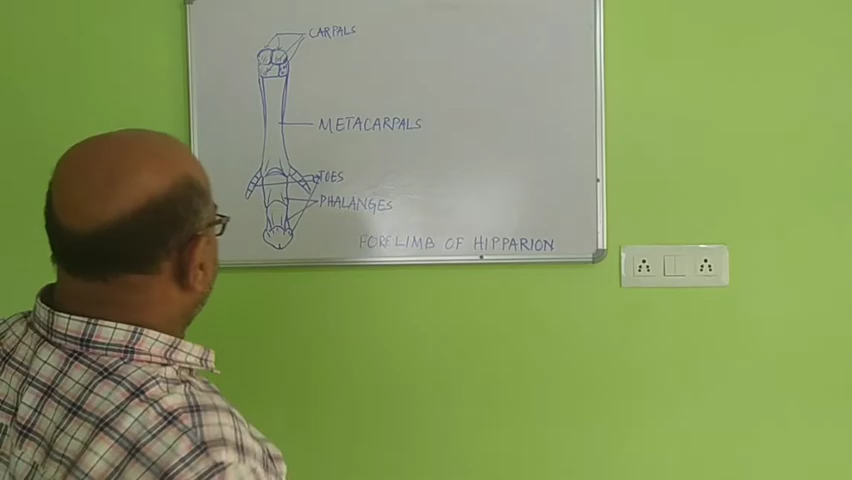 CARPALS
METACARPALS
TOES
PHALANGES
FORELIMB OF HIPPARION